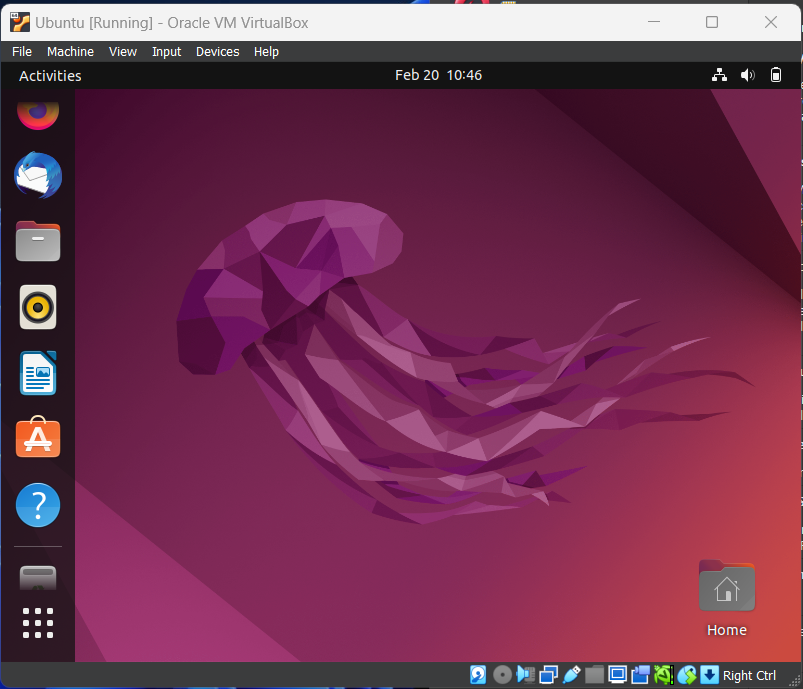 Ubuntu [Running] - Oracle VM VirtualBox
File Machine View Input Devices Help
Activities Feb 20 10:46
?
Home
Right Ctrl